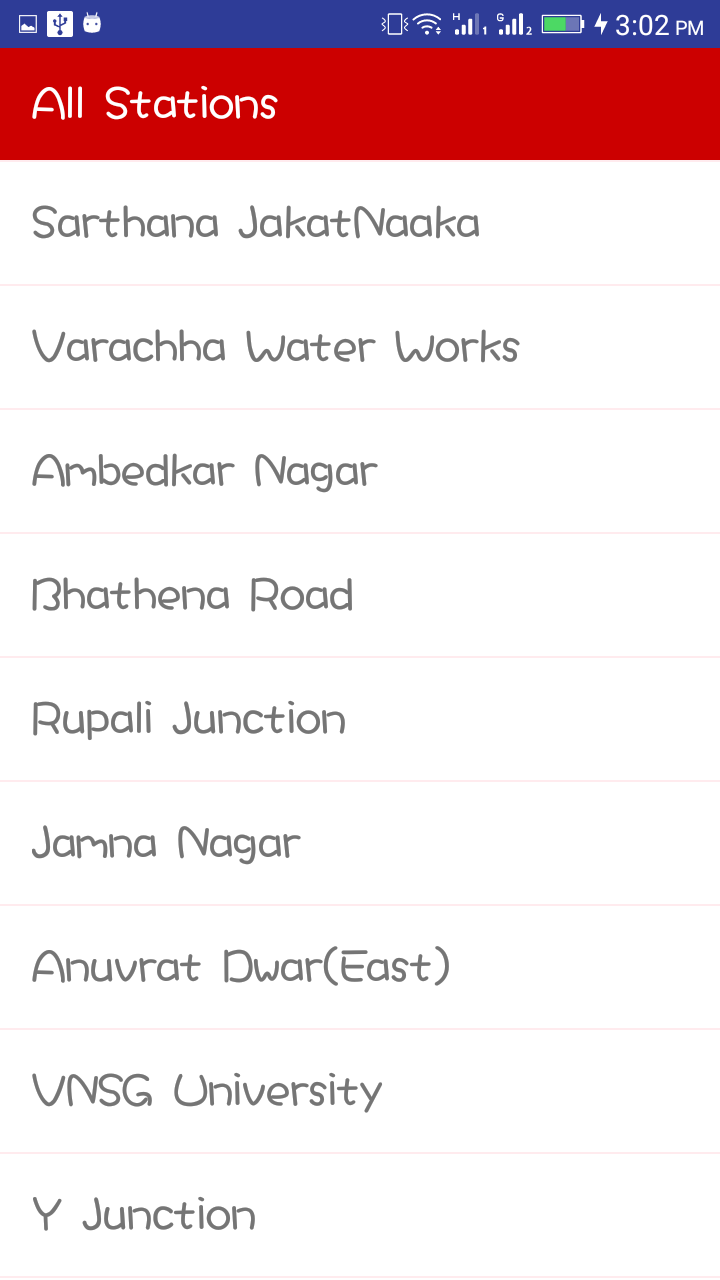 H 1 G 2 3:02 PM
All Stations
Sarthana JakatNaaka
Varachha Water Works
Ambedkar Nagar
Bhathena Road
Rupali Junction
Jamna Nagar
Anuvrat Dwar(East)
VNSG University
Y Junction